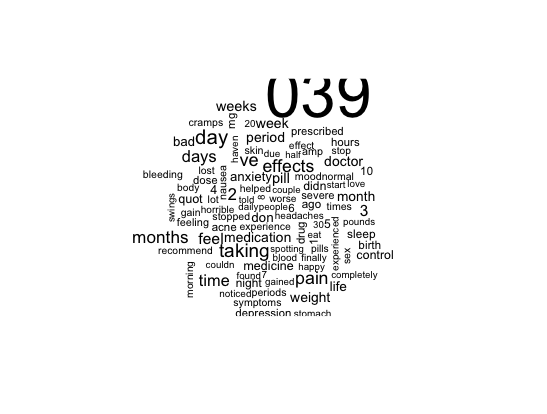 039
weeks
cramps mg 20 week
bad day period prescribed
haven skin due half effect amp hours stop
days ve effects doctor
bleeding lost nausea anxiety pill mood normal 10
dose
body 4 2 helped couple didn start love
swings quot lot told 8 worse severe month
gain horrible daily people 6 ago times 3
feeling stopped don headaches
acne experience drug 30 5 pounds
months feel medication 1 eat experienced sleep
recommend taking spotting pills sex birth
blood finally control
couldn medicine happy
morning time found 7 pain completely
night gained life
noticed periods weight
symptoms
depression stomach